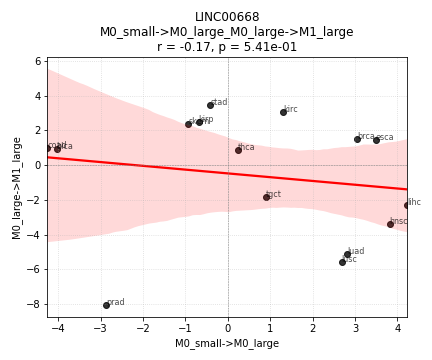 LINC00668
M0_small->M0_large_M0_large->M1_large
r = -0.17, p = 5.41e-01
M0_large->M1_large
6
4
2
0
−2
−4
−6
−8
stad
kirc
kirp
brca
esca
thca
tgct
lihc
hnsc
luad
prad
−4
−3
−2
−1
0
1
2
3
4
M0_small->M0_large